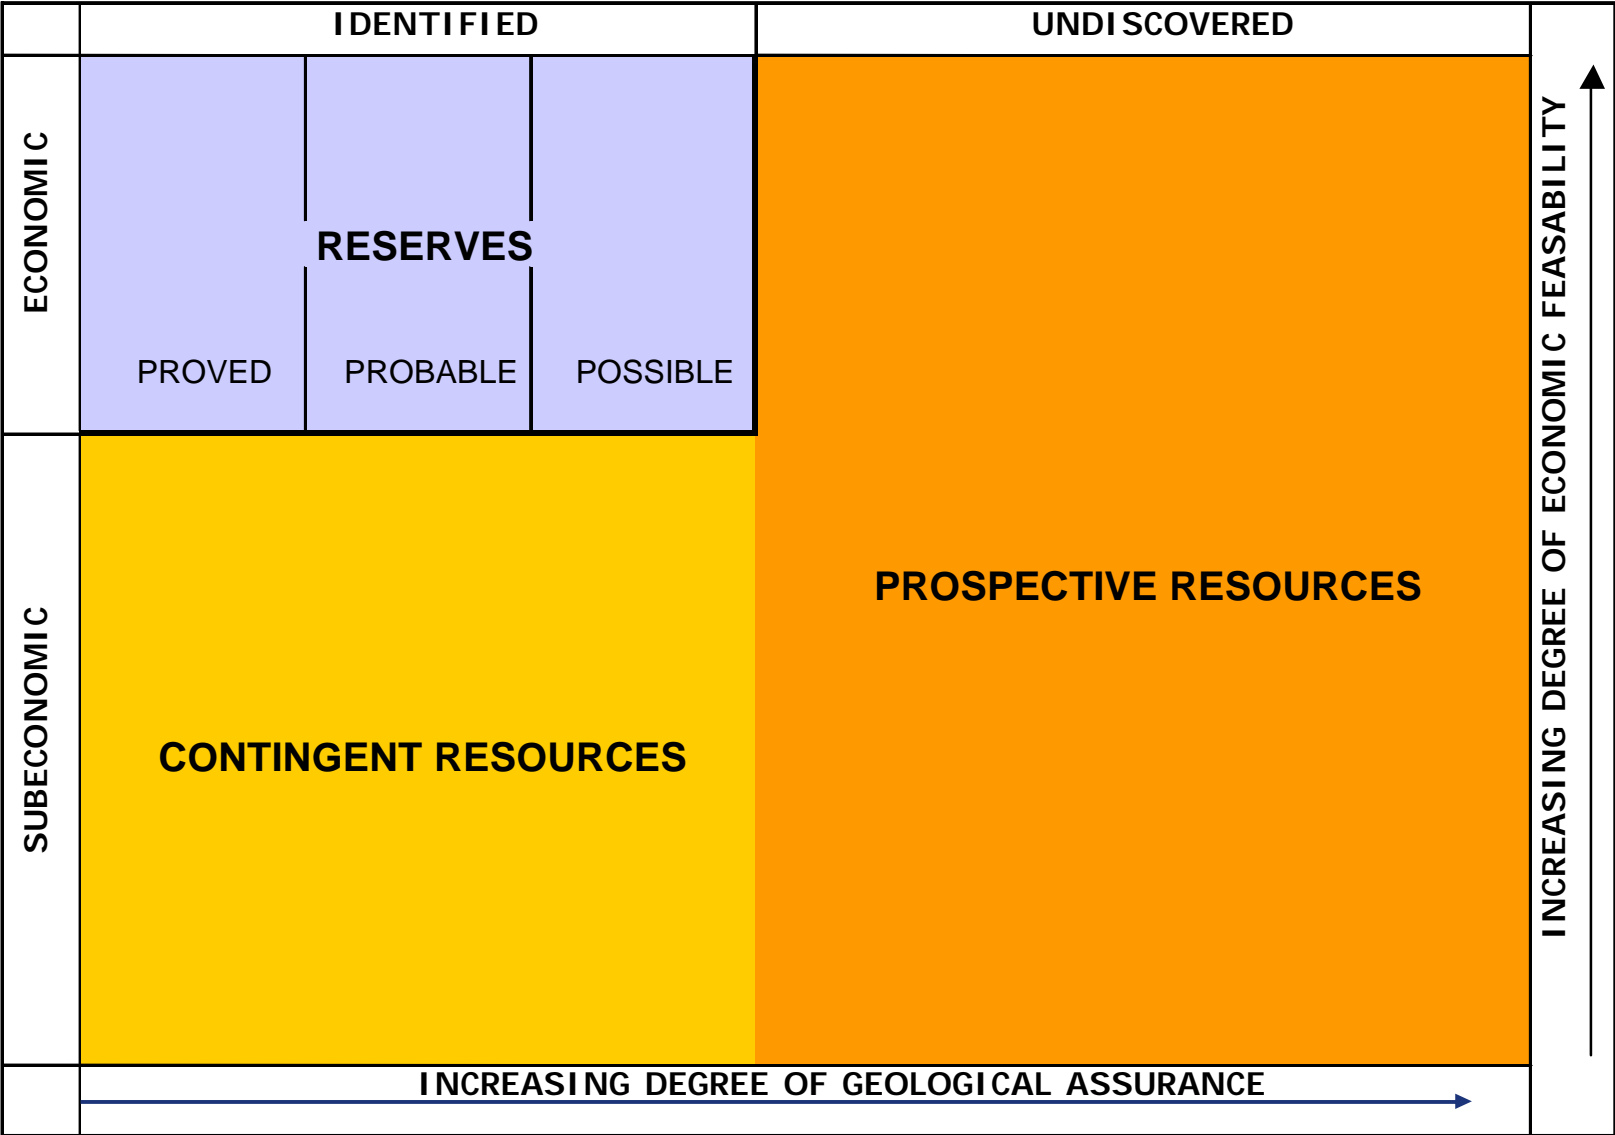 IDENTIFIED
UNDISCOVERED
ECONOMIC
RESERVES
PROVED
PROBABLE
POSSIBLE
SUBECONOMIC
CONTINGENT RESOURCES
PROSPECTIVE RESOURCES
INCREASING DEGREE OF ECONOMIC FEASABILITY
INCREASING DEGREE OF GEOLOGICAL ASSURANCE